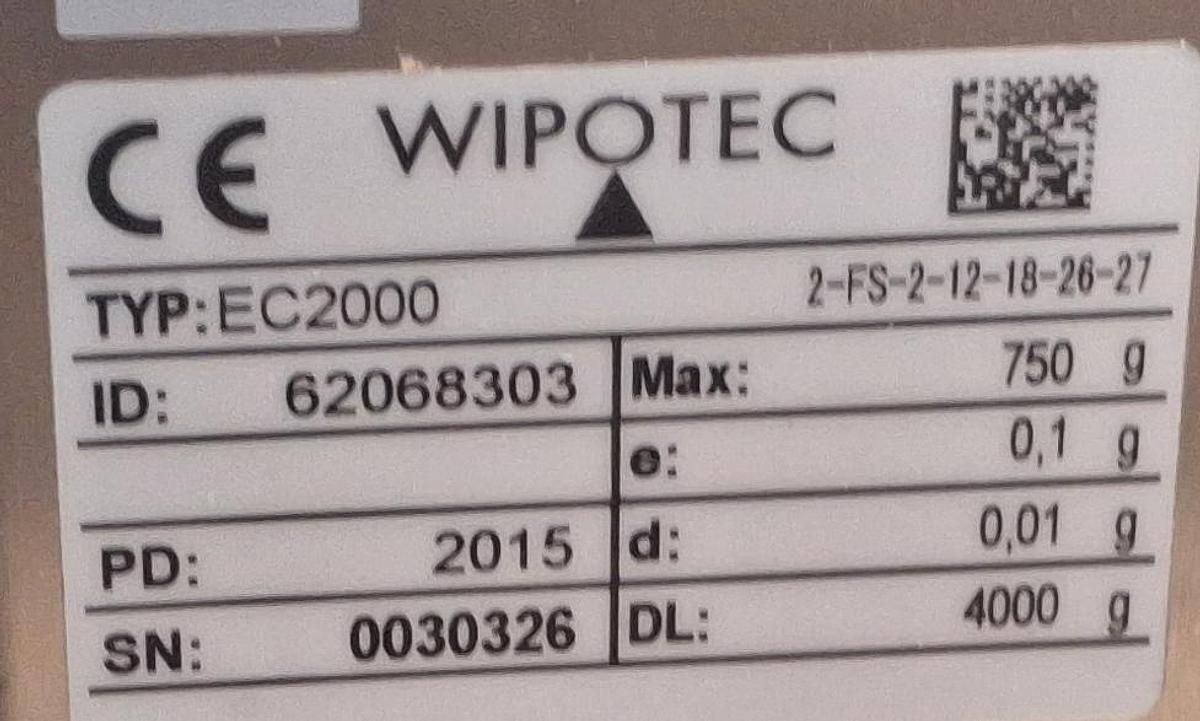 CE WIPOTEC
TYP: EC2000 2-FS-2-12-18-26-27
ID: 62068303 Max: 750 g
e: 0,1 g
PD: 2015 d: 0,01 g
SN: 0030326 DL: 4000 g